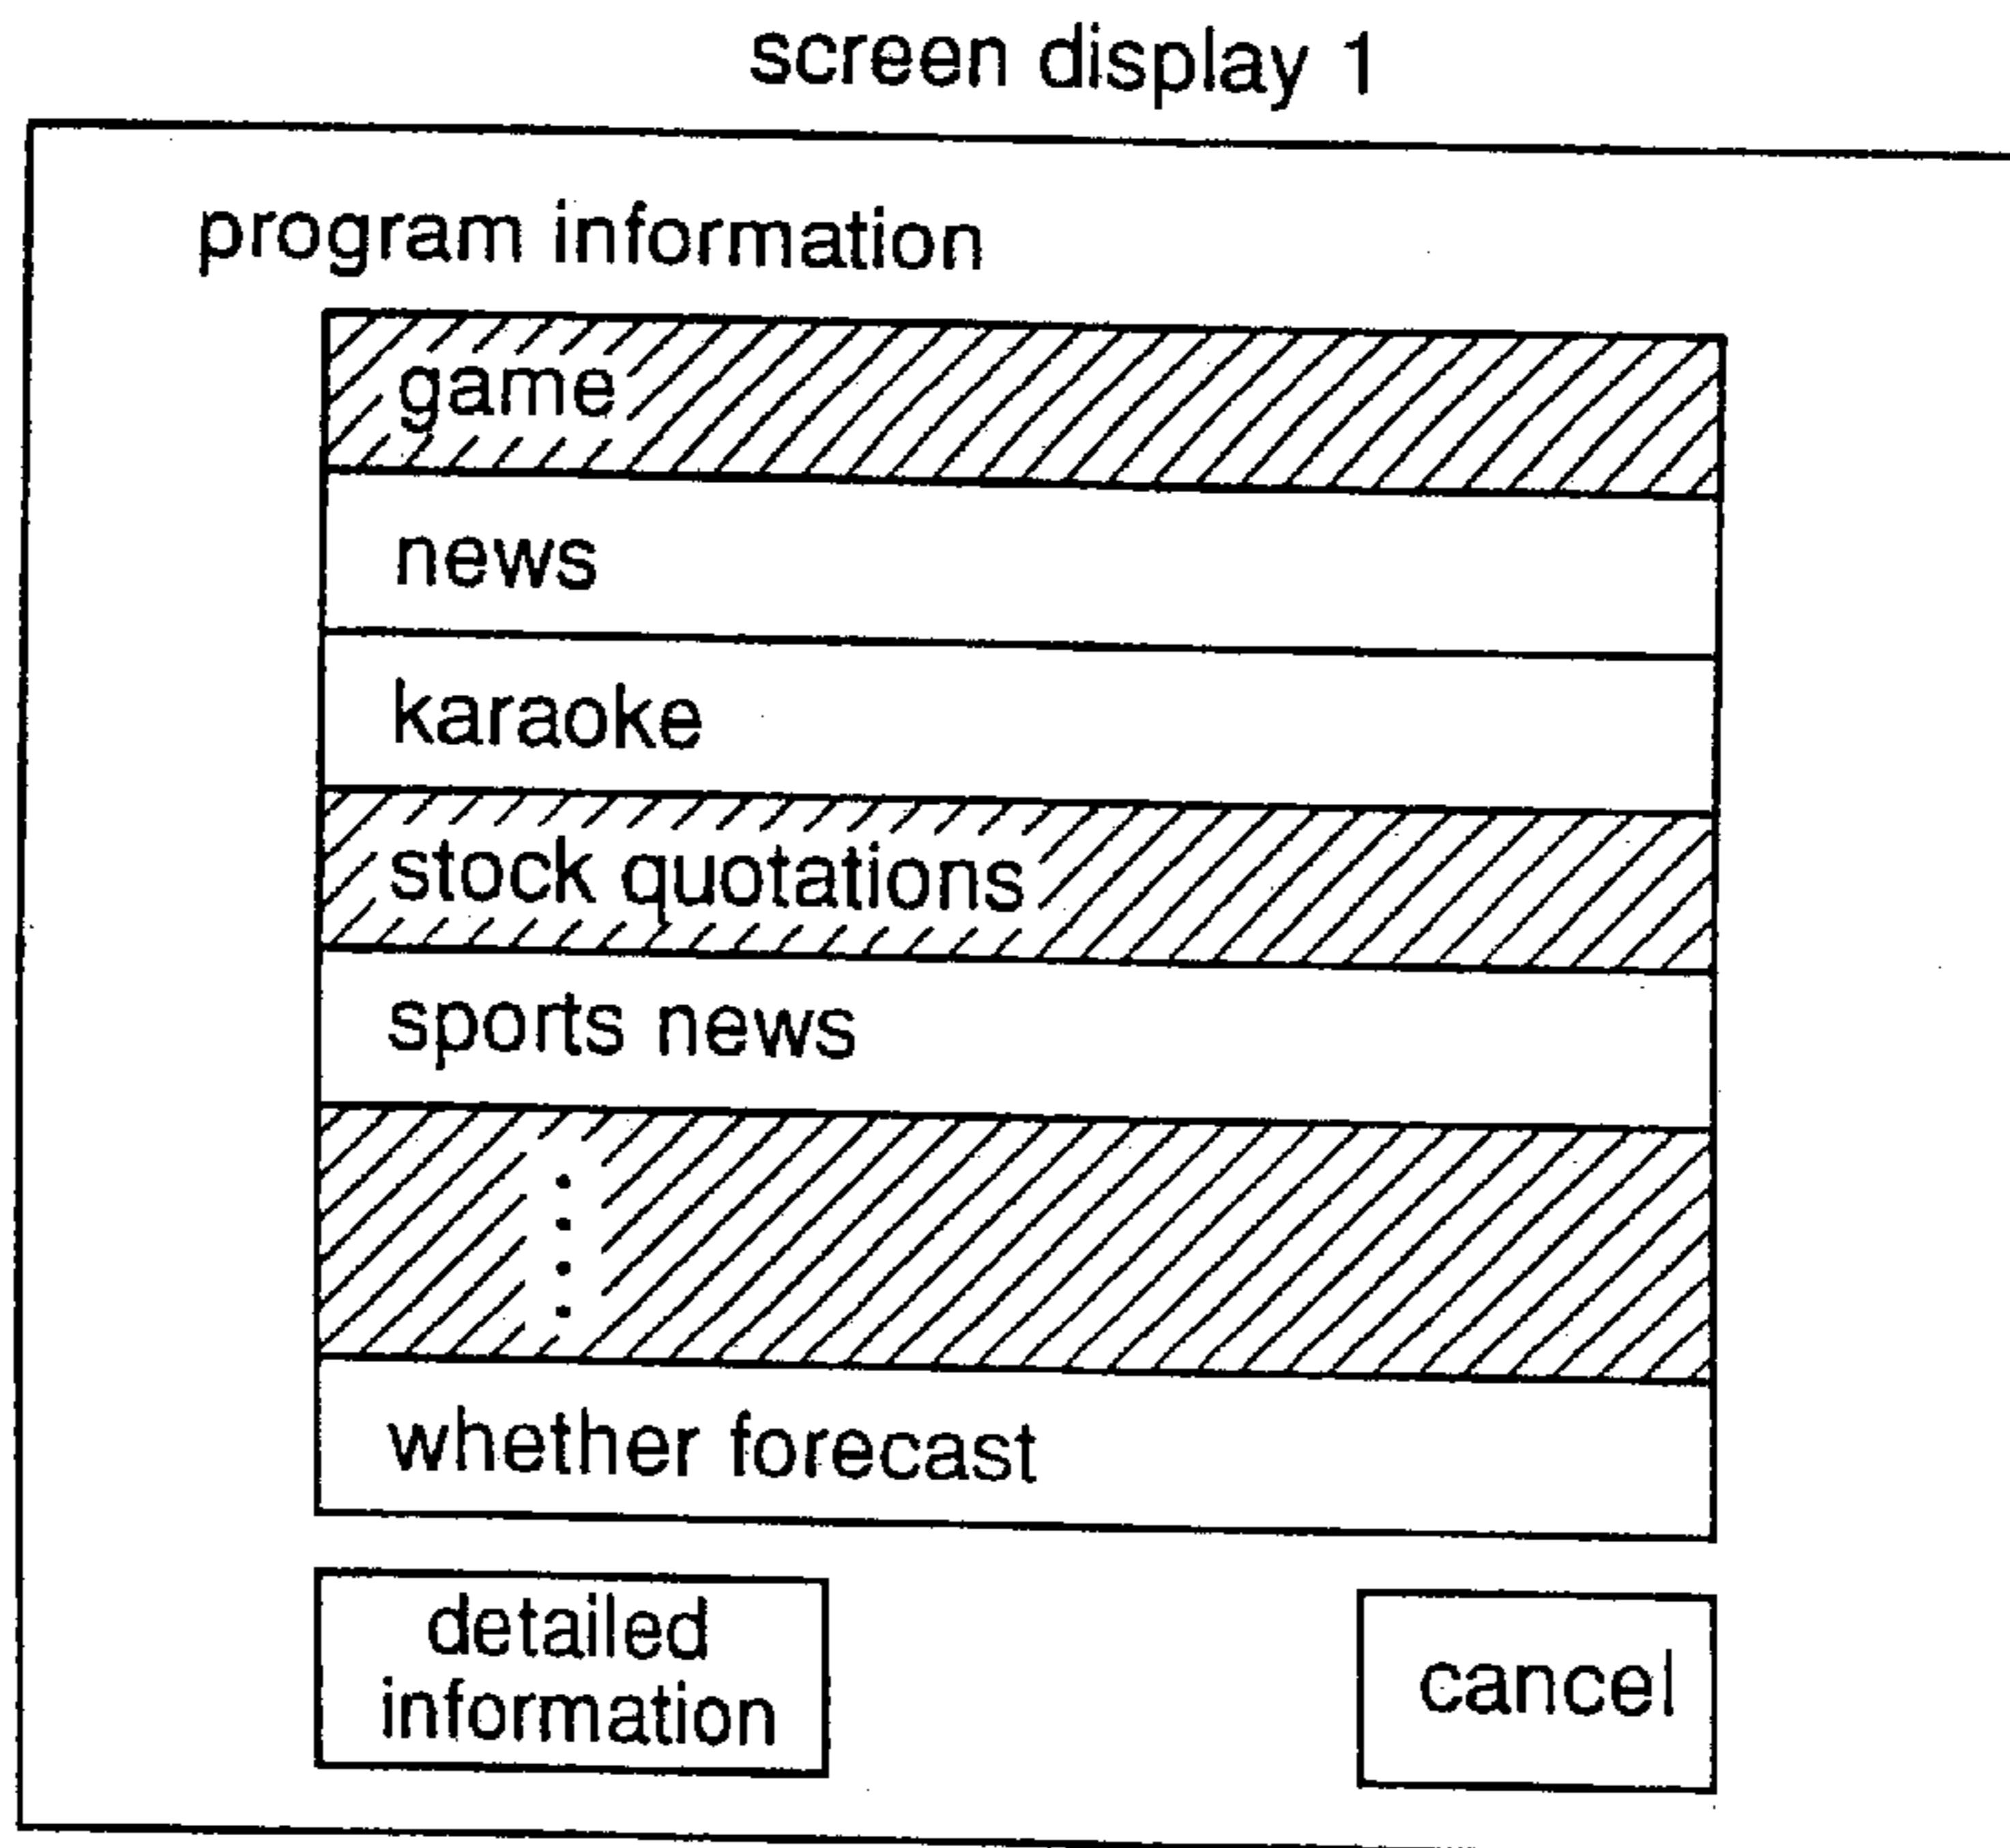 screen display 1
program information
game
news
karaoke
stock quotations
sports news
whether forecast
detailed
information
cancel